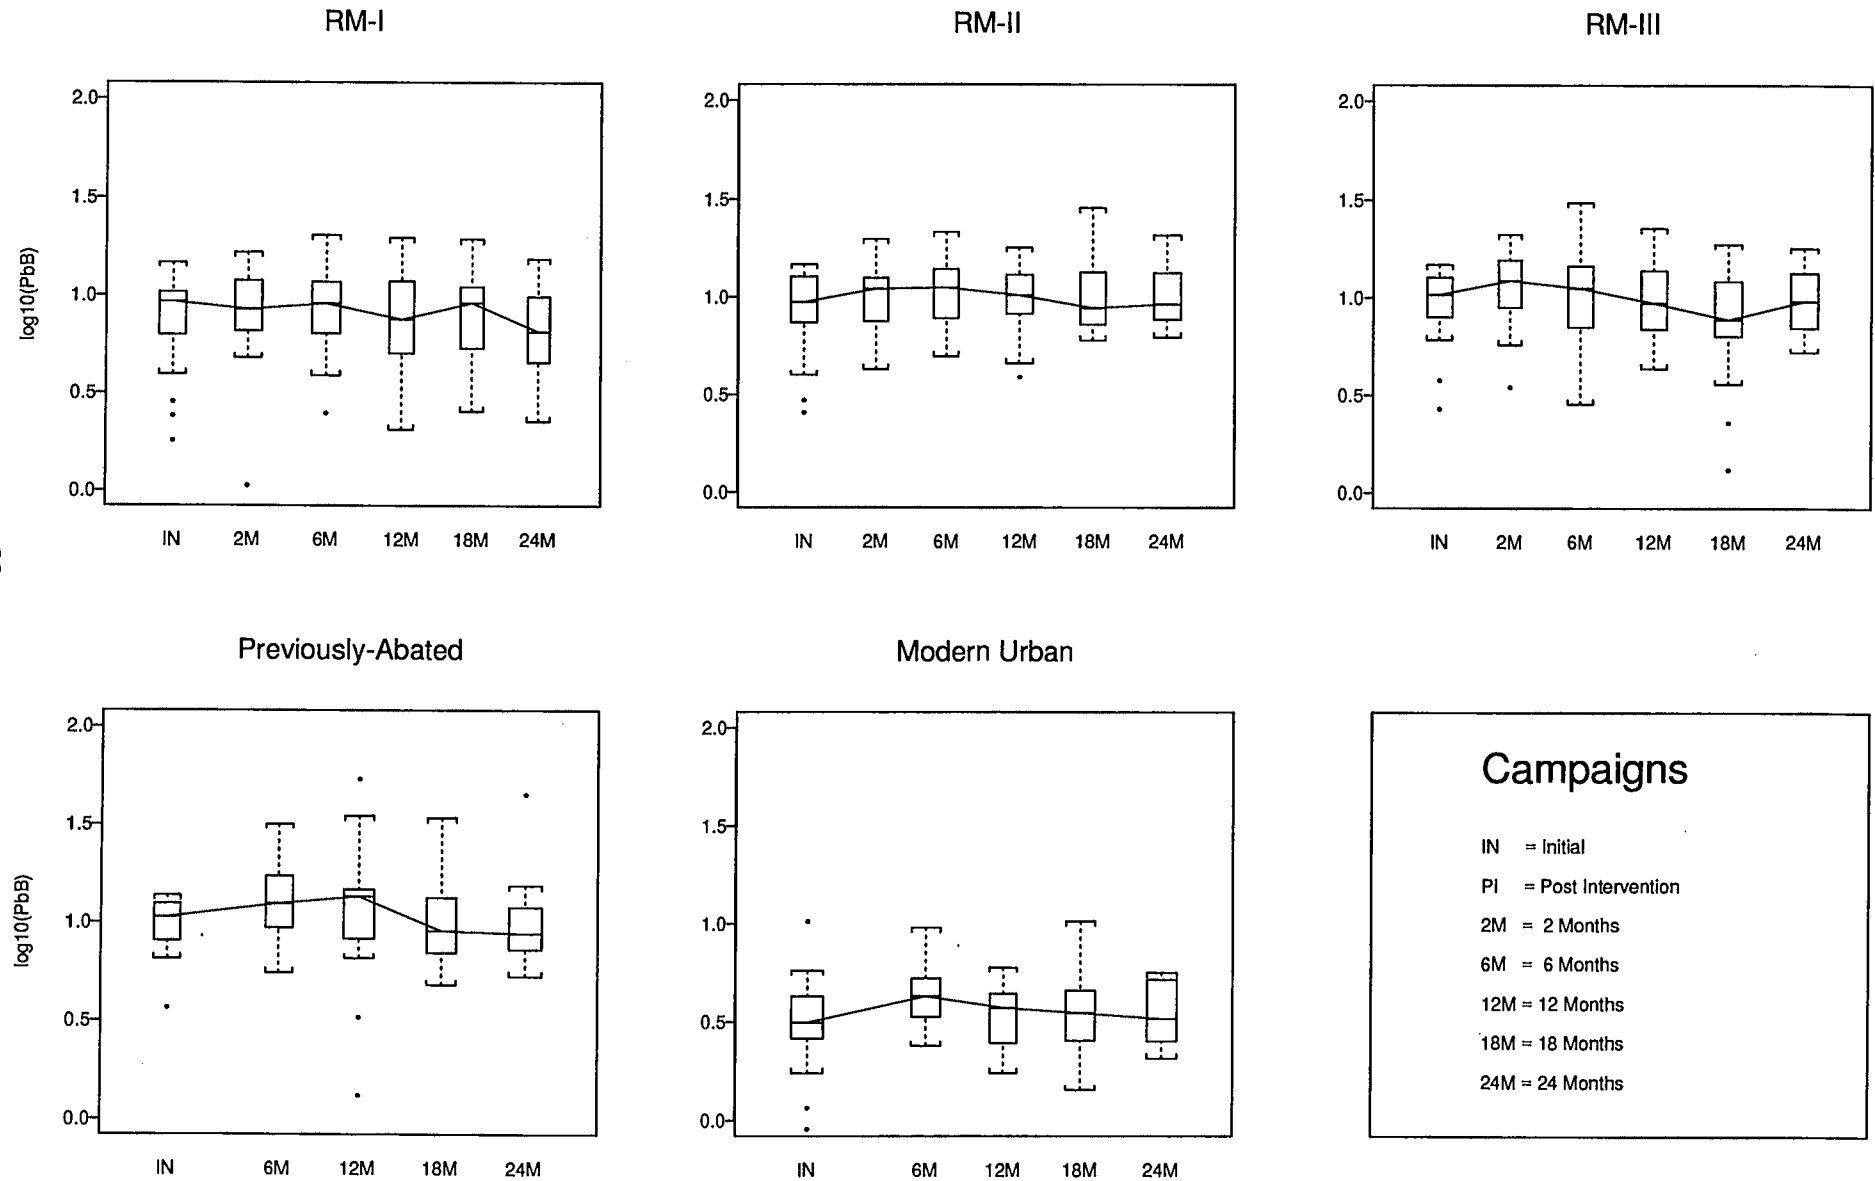 RM-I
RM-II
RM-III
2.0
1.5
1.0
0.5
0.0
log10(PbB)
IN 2M 6M 12M 18M 24M
2.0
1.5
1.0
0.5
0.0
IN 2M 6M 12M 18M 24M
2.0
1.5
1.0
0.5
0.0
IN 2M 6M 12M 18M 24M
Previously-Abated
Modern Urban
2.0
1.5
1.0
0.5
0.0
log10(PbB)
IN 6M 12M 18M 24M
2.0
1.5
1.0
0.5
0.0
IN 6M 12M 18M 24M
Campaigns
IN = Initial
PI = Post Intervention
2M = 2 Months
6M = 6 Months
12M = 12 Months
18M = 18 Months
24M = 24 Months